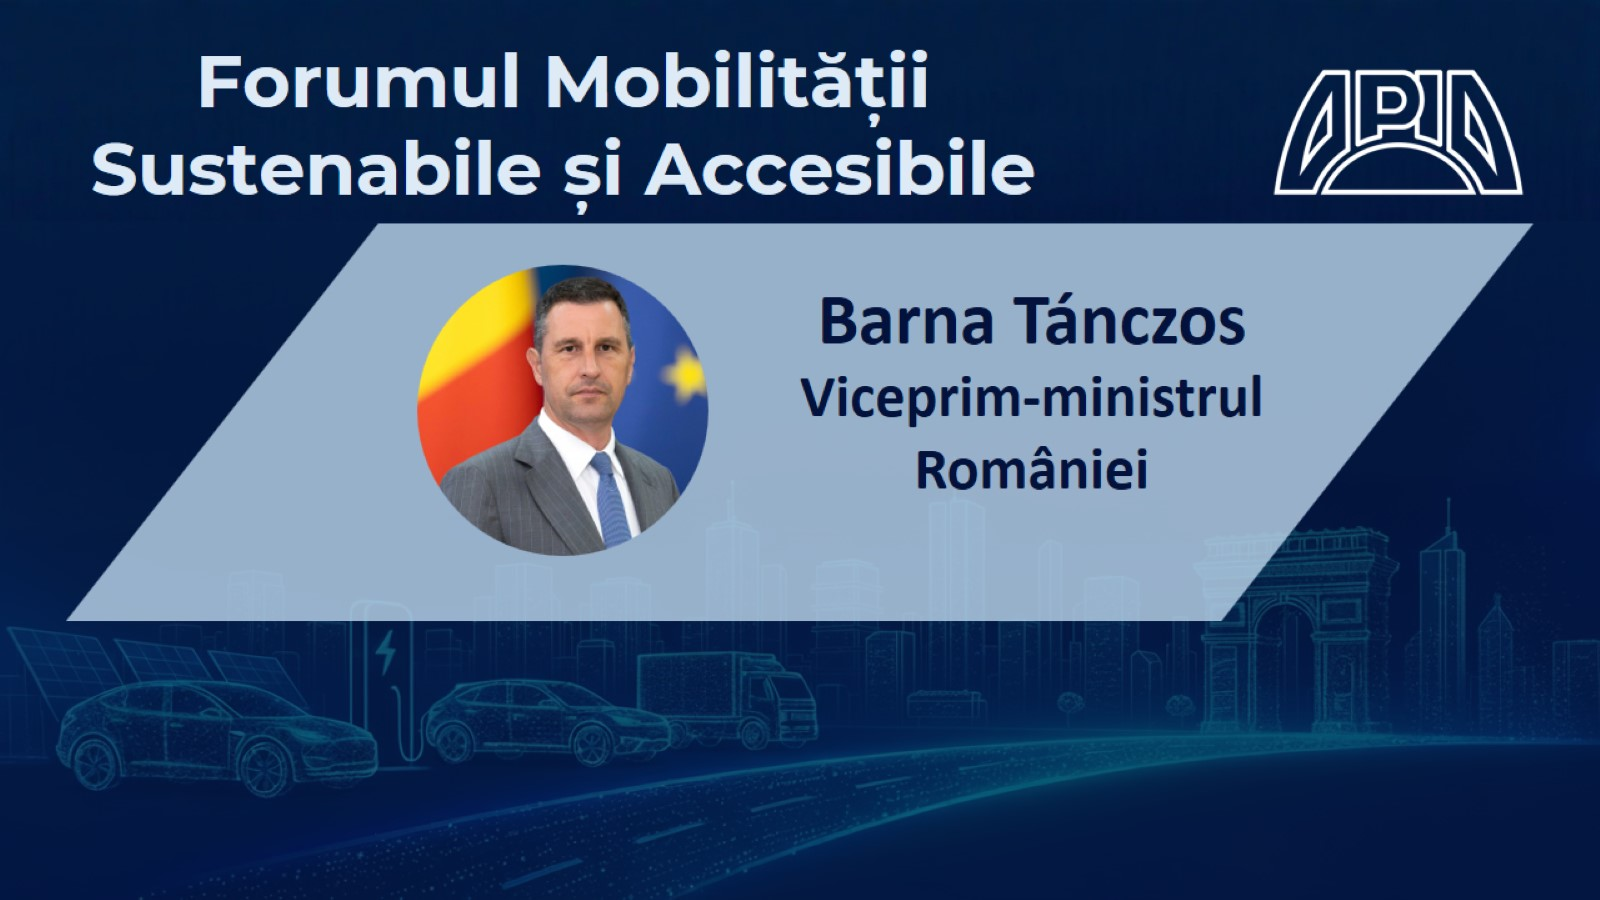 Forumul Mobilității
Sustenabile și Accesibile
APIA
Barna Tánczos
Viceprim-ministrul
României